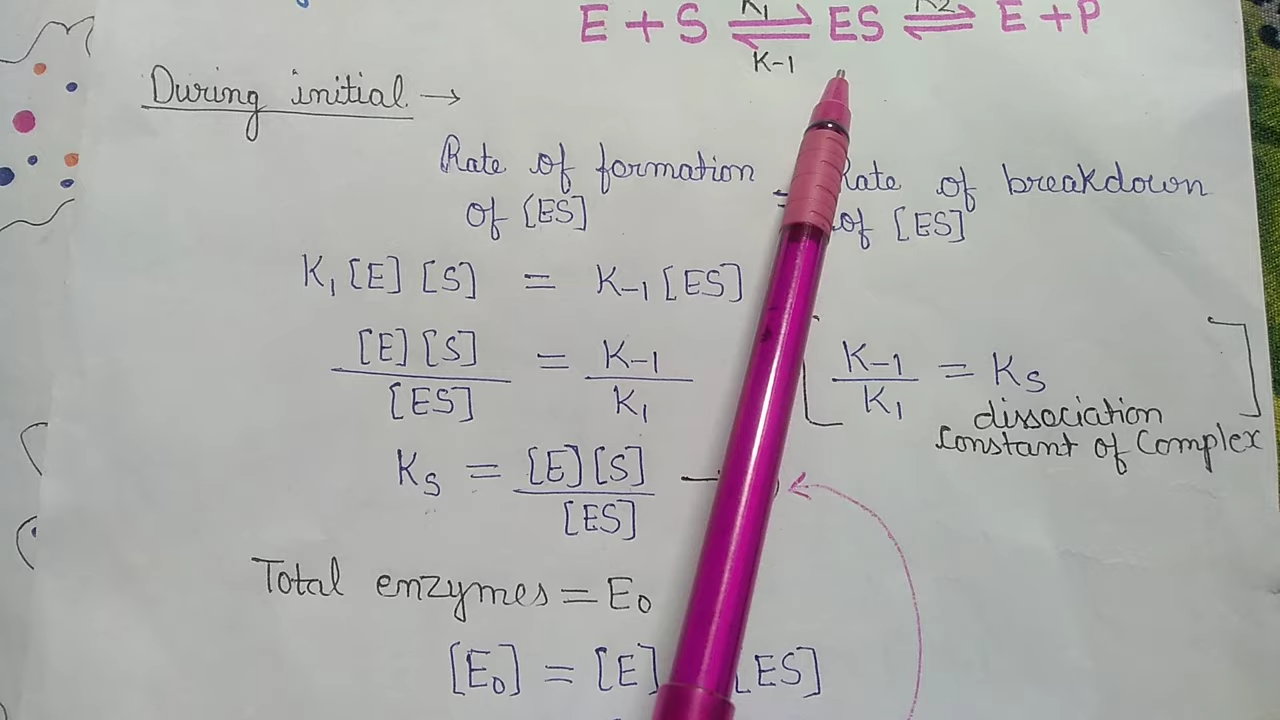 E + S ⇌ ES ⇌ E + P
K-1
During initial →
Rate of formation = Rate of breakdown
of [ES] of [ES]
K1 [E] [S] = K-1 [ES]
[E] [S] / [ES] = K-1 / K1 [ K-1 / K1 = KS ]
dissociation
Constant of Complex
KS = [E] [S] / [ES] —
Total enzymes = E0
[E0] = [E] [ES]